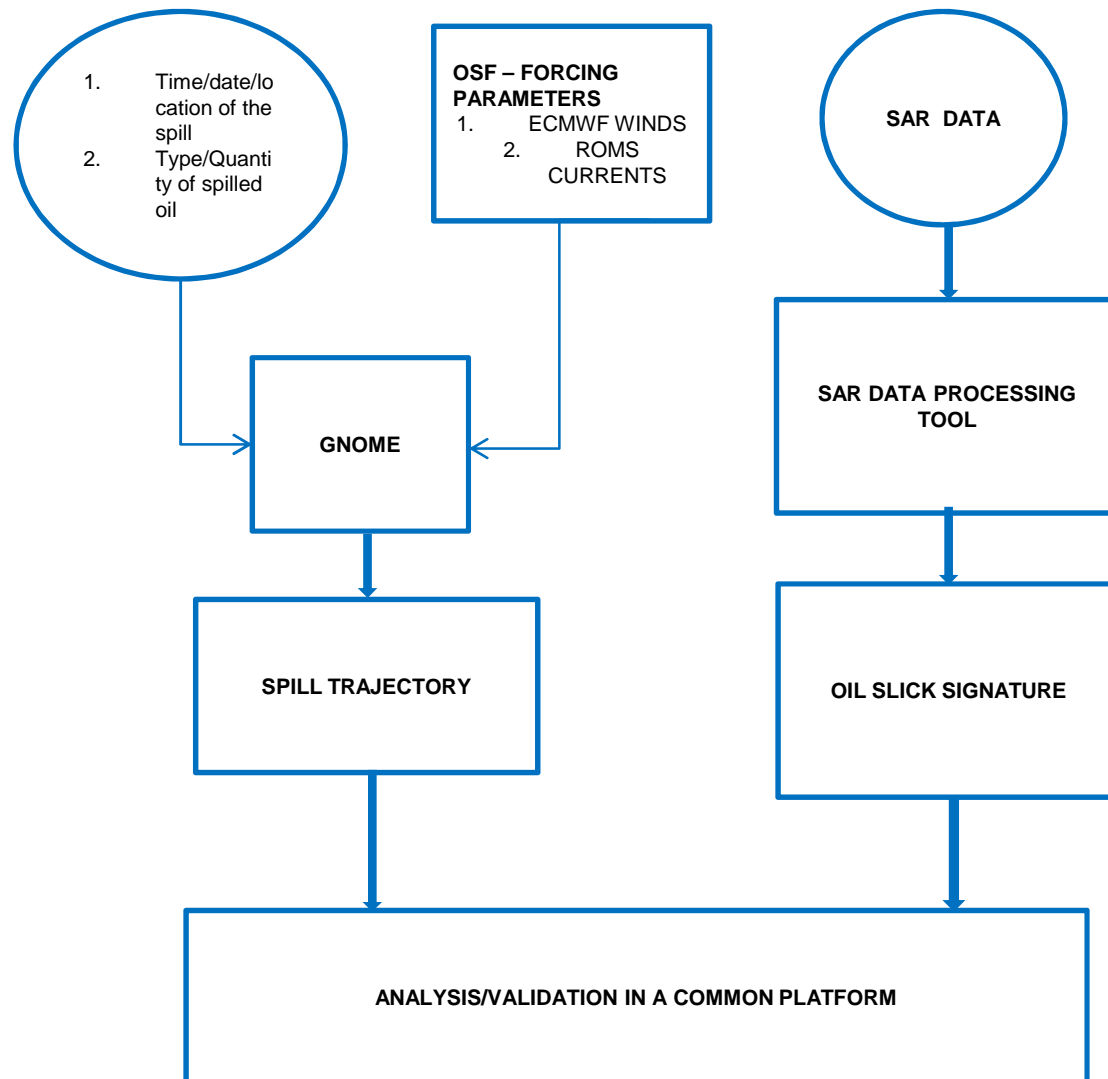 1. Time/date/lo
cation of the
spill
2. Type/Quanti
ty of spilled
oil
OSF – FORCING
PARAMETERS
1. ECMWF WINDS
2. ROMS
CURRENTS
SAR DATA
SAR DATA PROCESSING
TOOL
GNOME
SPILL TRAJECTORY
OIL SLICK SIGNATURE
ANALYSIS/VALIDATION IN A COMMON PLATFORM